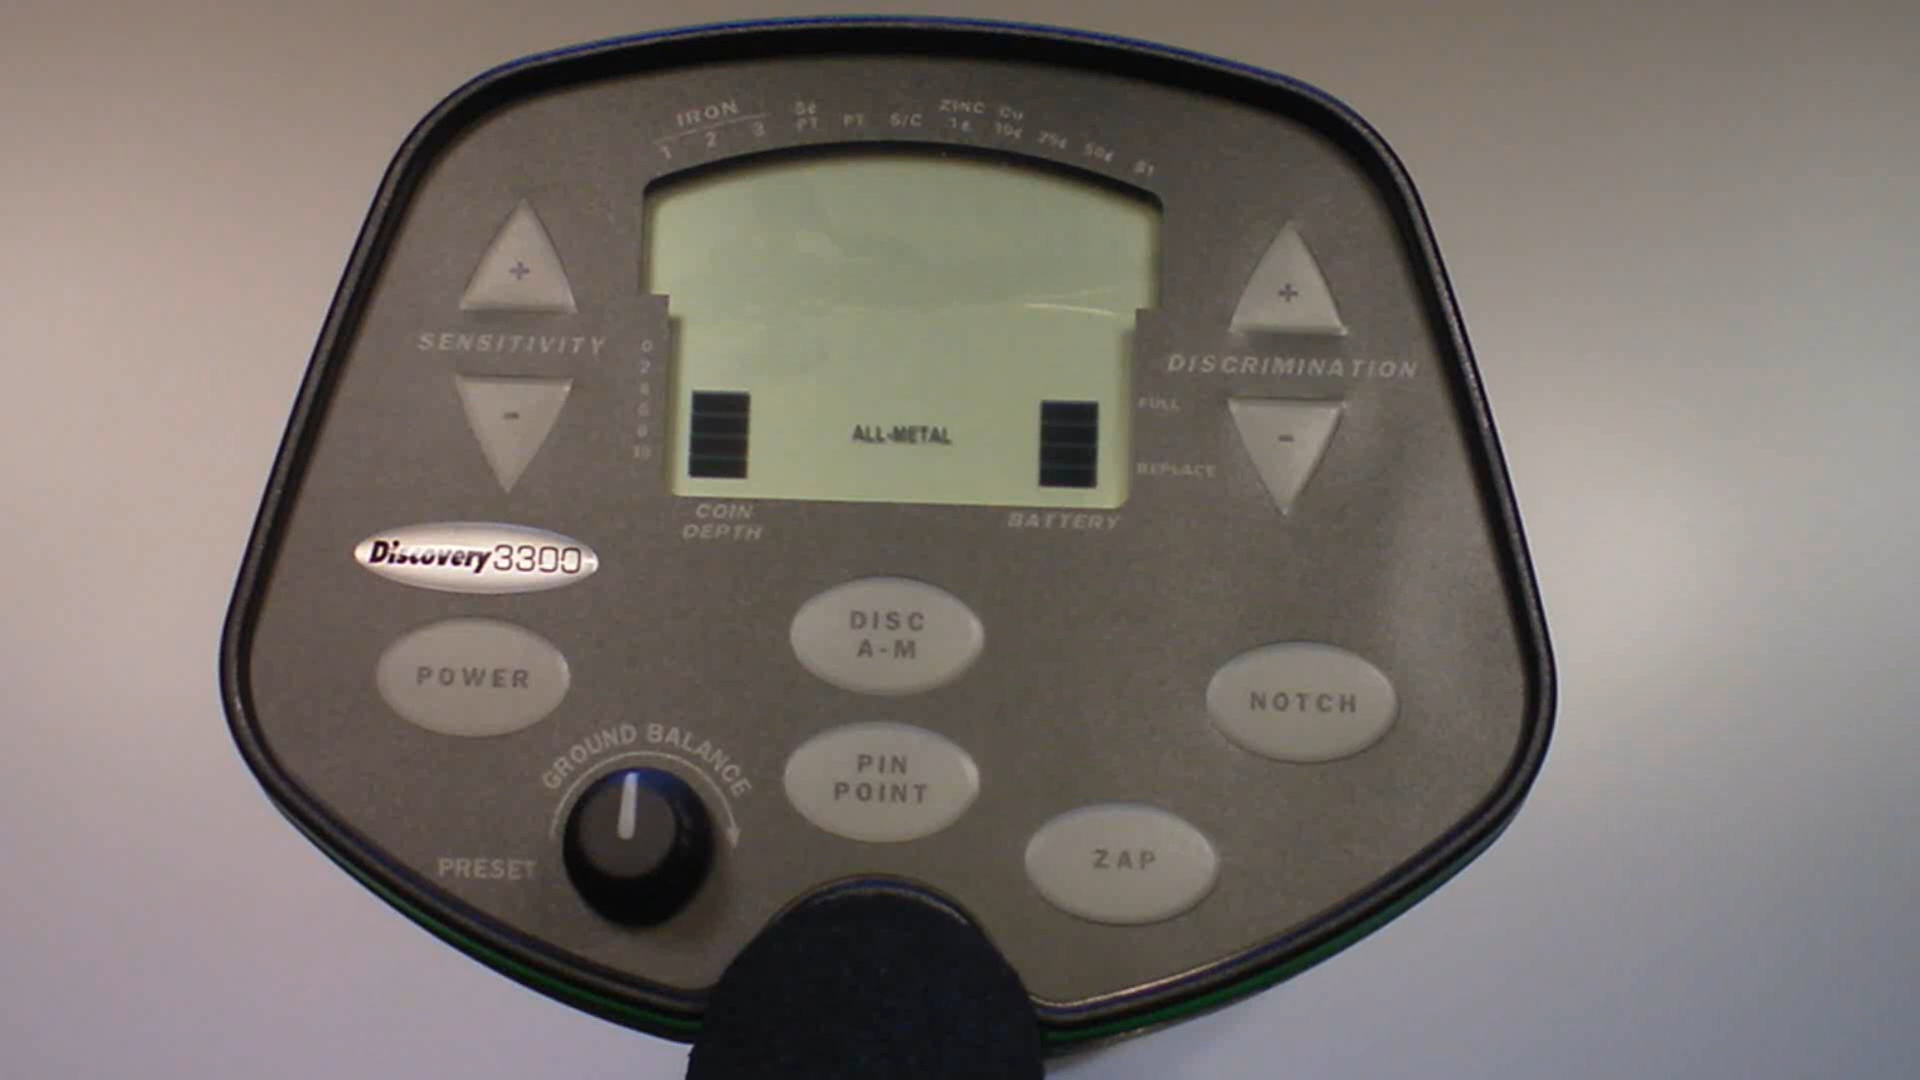 IRON
1 2 3
5¢
PT
PT
S/C
ZINC
1¢
CU
10¢
25¢
50¢
$1
+
SENSITIVITY
-
0
2
4
6
8
10
ALL-METAL
COIN
DEPTH
FULL
REPLACE
BATTERY
+
DISCRIMINATION
-
Discovery3300
POWER
DISC
A-M
NOTCH
GROUND BALANCE
PRESET
PIN
POINT
ZAP